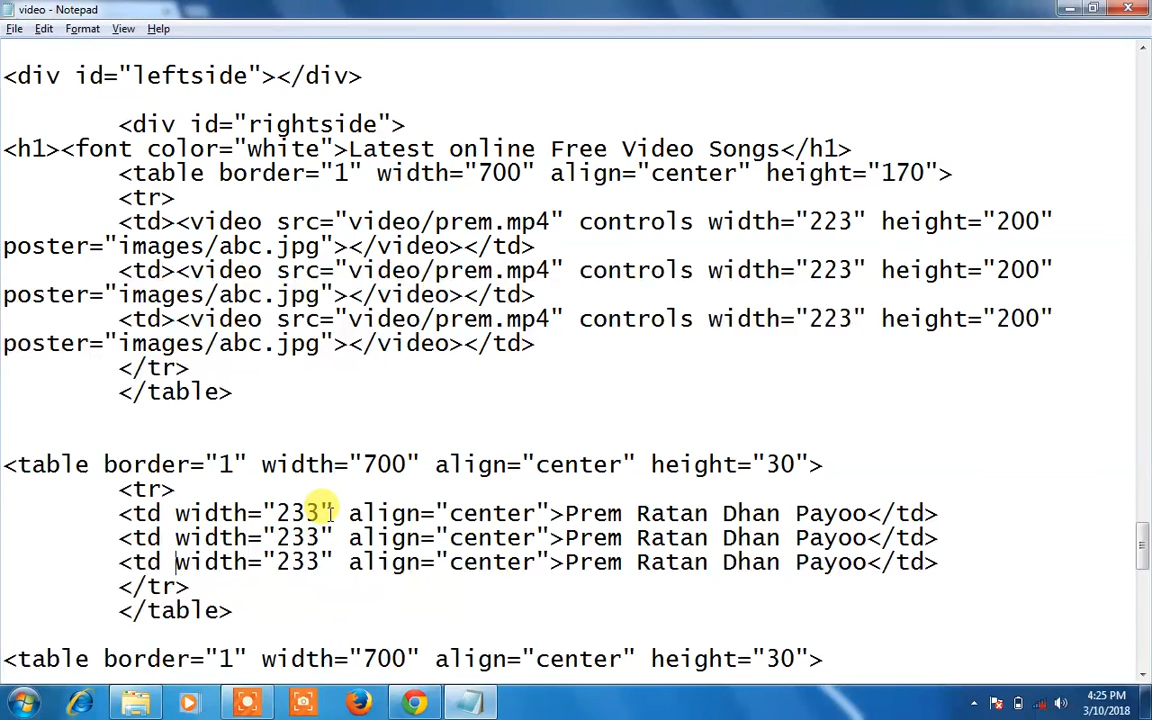 video - Notepad
File Edit Format View Help
<div id="leftside"></div>
<div id="rightside">
<h1><font color="white">Latest online Free Video Songs</h1>
<table border="1" width="700" align="center" height="170">
<tr>
<td><video src="video/prem.mp4" controls width="223" height="200"
poster="images/abc.jpg"></video></td>
<td><video src="video/prem.mp4" controls width="223" height="200"
poster="images/abc.jpg"></video></td>
<td><video src="video/prem.mp4" controls width="223" height="200"
poster="images/abc.jpg"></video></td>
</tr>
</table>
<table border="1" width="700" align="center" height="30">
<tr>
<td width="233" align="center">Prem Ratan Dhan Payoo</td>
<td width="233" align="center">Prem Ratan Dhan Payoo</td>
<td width="233" align="center">Prem Ratan Dhan Payoo</td>
</tr>
</table>
<table border="1" width="700" align="center" height="30">
4:25 PM
3/10/2018